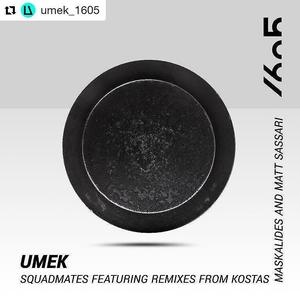 umek_1605
1605
MASKALIDES AND MATT SASSARI
UMEK
SQUADMATES FEATURING REMIXES FROM KOSTAS